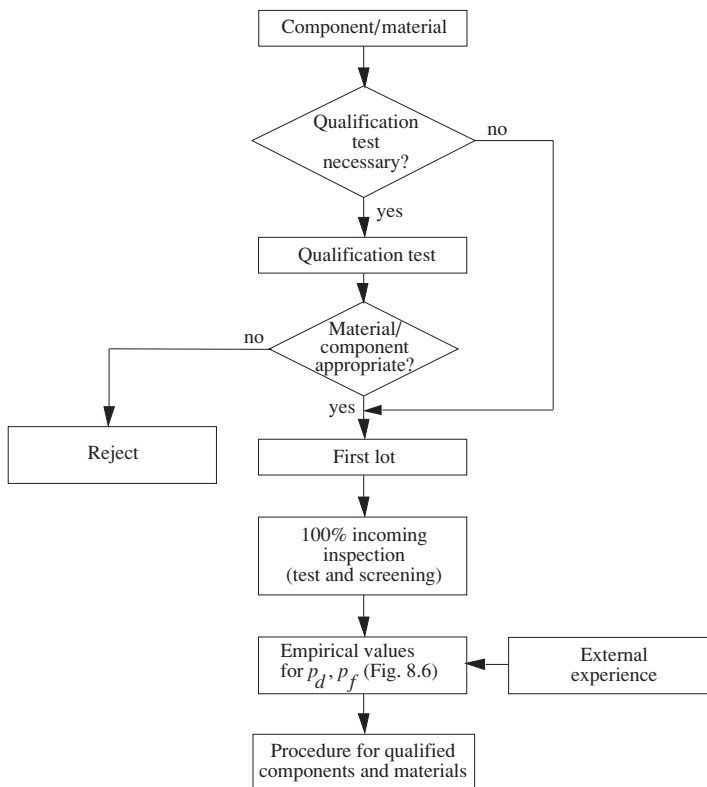 Component/material
Qualification
test
necessary?
no
yes
Qualification test
no
Material/
component
appropriate?
yes
Reject
First lot
100% incoming
inspection
(test and screening)
Empirical values
for p_d, p_f (Fig. 8.6)
External
experience
Procedure for qualified
components and materials